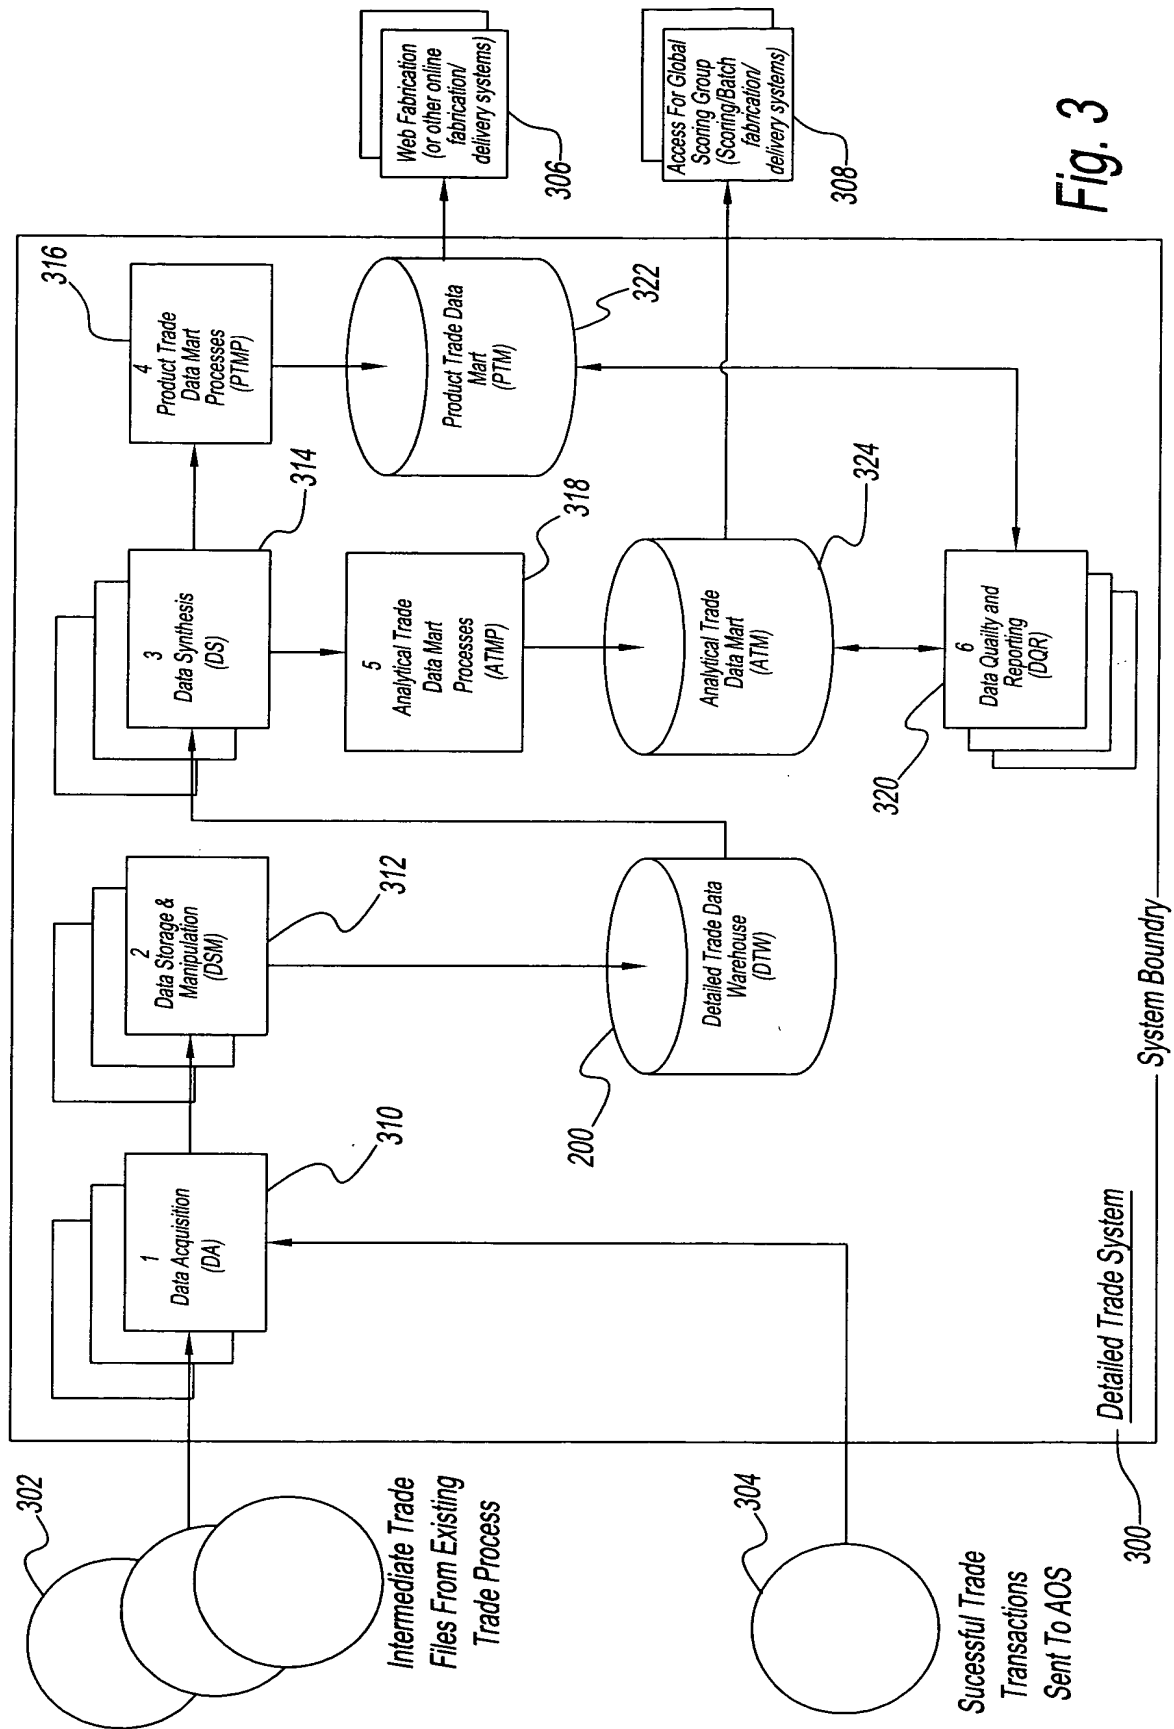 302
Intermediate Trade
Files From Existing
Trade Process
304
Sucessful Trade
Transactions
Sent To AOS
300
Detailed Trade System
System Boundry
1
Data Acquisition
(DA)
310
2
Data Storage &
Manipulation
(DSM)
312
Detailed Trade Data
Warehouse
(DTW)
200
3
Data Synthesis
(DS)
314
4
Product Trade
Data Mart
Processes
(PTMP)
316
5
Analytical Trade
Data Mart
Processes
(ATMP)
318
Product Trade Data
Mart
(PTM)
322
Analytical Trade
Data Mart
(ATM)
324
6
Data Quailty and
Reporting
(DQR)
320
Web Fabrication
(or other online
fabrication/
delivery systems)
306
Access For Global
Scoring Group
(Scoring/Batch
fabrication/
delivery systems)
308
Fig. 3